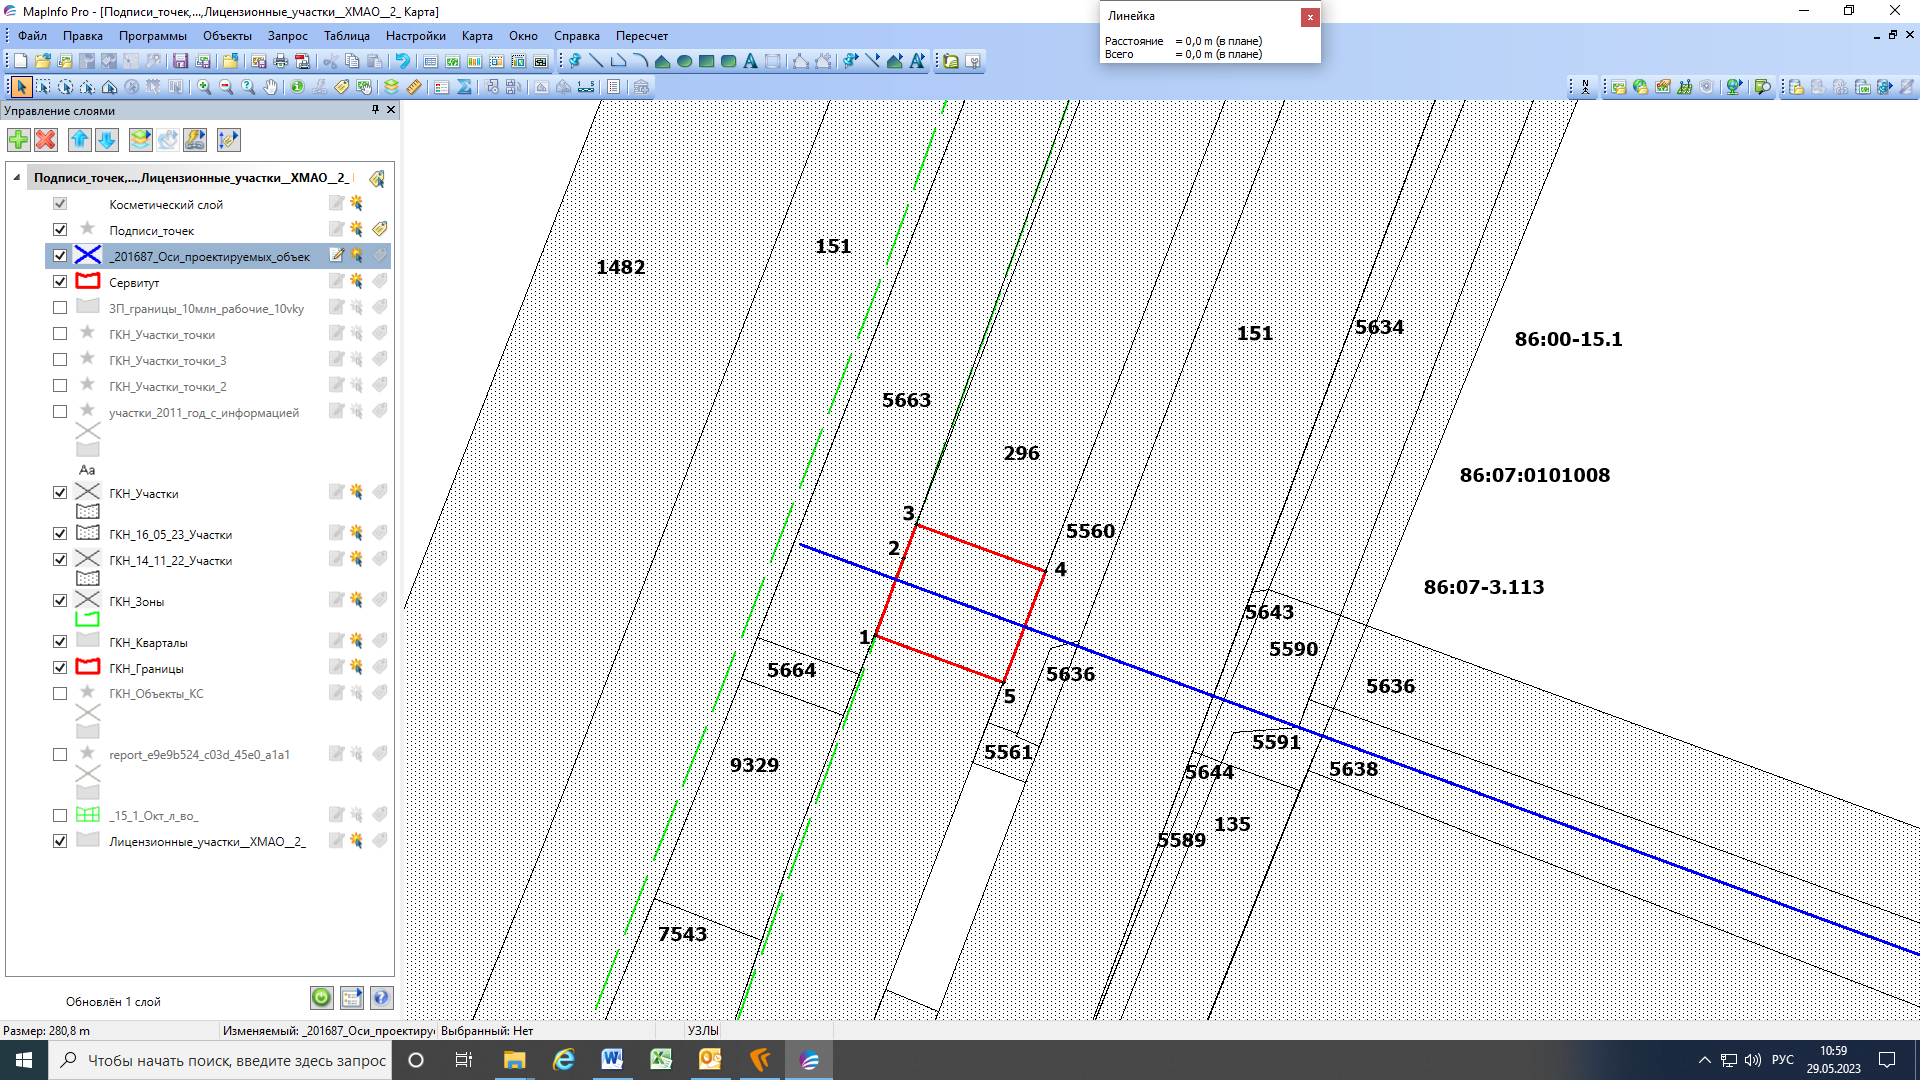 MapInfo Pro - [Подписи_точек,...,Лицензионные_участки__ХМАО__2_ Карта]
Файл Правка Программы Объекты Запрос Таблица Настройки Карта Окно Справка Пересчет
Линейка
Расстояние = 0,0 m (в плане)
Всего = 0,0 m (в плане)
Управление слоями
Подписи_точек,...,Лицензионные_участки__ХМАО__2_
Косметический слой
Подписи_точек
_201687_Оси_проектируемых_объек
Сервитут
ЗП_границы_10млн_рабочие_10vky
ГКН_Участки_точки
ГКН_Участки_точки_3
ГКН_Участки_точки_2
участки_2011_год_с_информацией
Aa
ГКН_Участки
ГКН_16_05_23_Участки
ГКН_14_11_22_Участки
ГКН_Зоны
ГКН_Кварталы
ГКН_Границы
ГКН_Объекты_КС
report_e9e9b524_c03d_45e0_a1a1
_15_1_Окт_л_во_
Лицензионные_участки__ХМАО__2_
Обновлён 1 слой
151
1482
5634
151
86:00-15.1
5663
296
86:07:0101008
3
5560
2
4
86:07-3.113
5643
1
5590
5664
5636
5636
5
5591
5561
9329
5644
5638
135
5589
7543
Размер: 280,8 m Изменяемый: _201687_Оси_проектиру Выбранный: Нет УЗЛЫ
Чтобы начать поиск, введите здесь запрос
РУС
10:59
29.05.2023